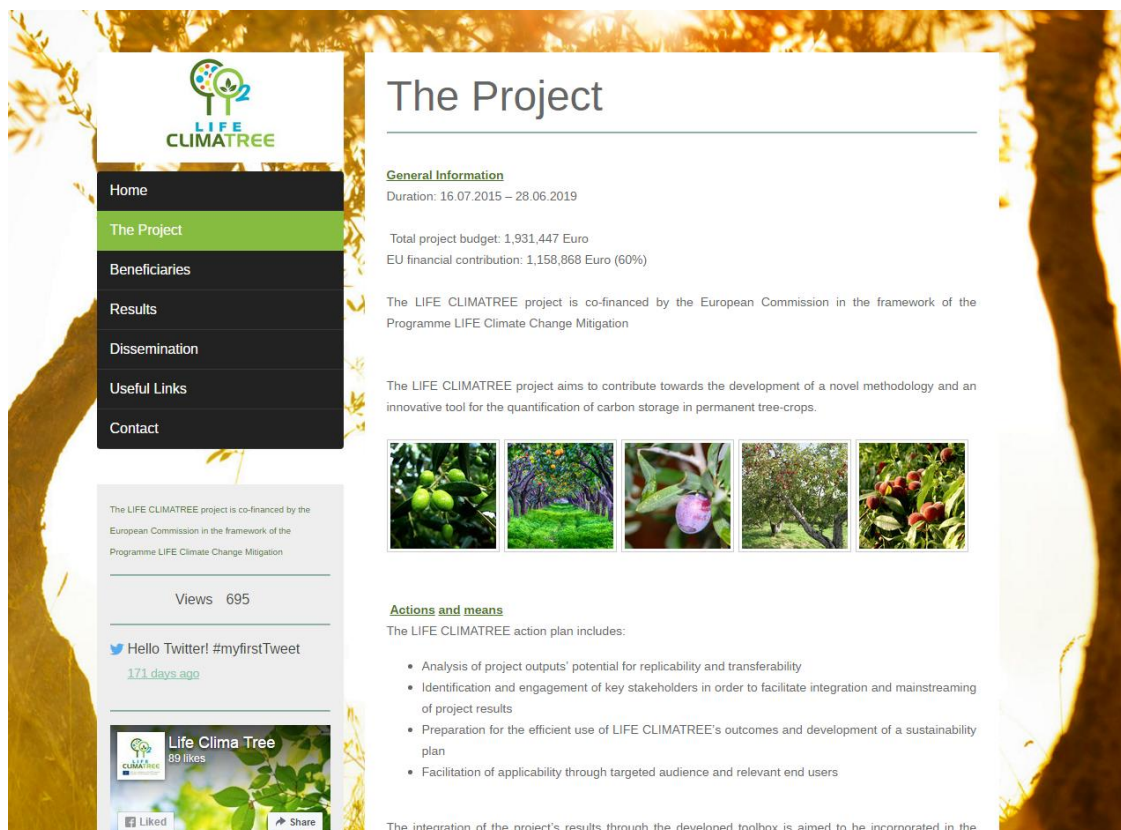 LIFE
CLIMATREE
Home
The Project
Beneficiaries
Results
Dissemination
Useful Links
Contact
The LIFE CLIMATREE project is co-financed by the
European Commission in the framework of the
Programme LIFE Climate Change Mitigation
Views 695
Hello Twitter! #myfirstTweet
171 days ago
LIFE
CLIMATREE
Life Clima Tree
89 likes
Liked
Share
The Project
General Information
Duration: 16.07.2015 – 28.06.2019
Total project budget: 1,931,447 Euro
EU financial contribution: 1,158,868 Euro (60%)
The LIFE CLIMATREE project is co-financed by the European Commission in the framework of the
Programme LIFE Climate Change Mitigation
The LIFE CLIMATREE project aims to contribute towards the development of a novel methodology and an
innovative tool for the quantification of carbon storage in permanent tree-crops.
Actions and means
The LIFE CLIMATREE action plan includes:
Analysis of project outputs' potential for replicability and transferability
Identification and engagement of key stakeholders in order to facilitate integration and mainstreaming
of project results
Preparation for the efficient use of LIFE CLIMATREE's outcomes and development of a sustainability
plan
Facilitation of applicability through targeted audience and relevant end users
The integration of the project's results through the developed toolbox is aimed to be incorporated in the